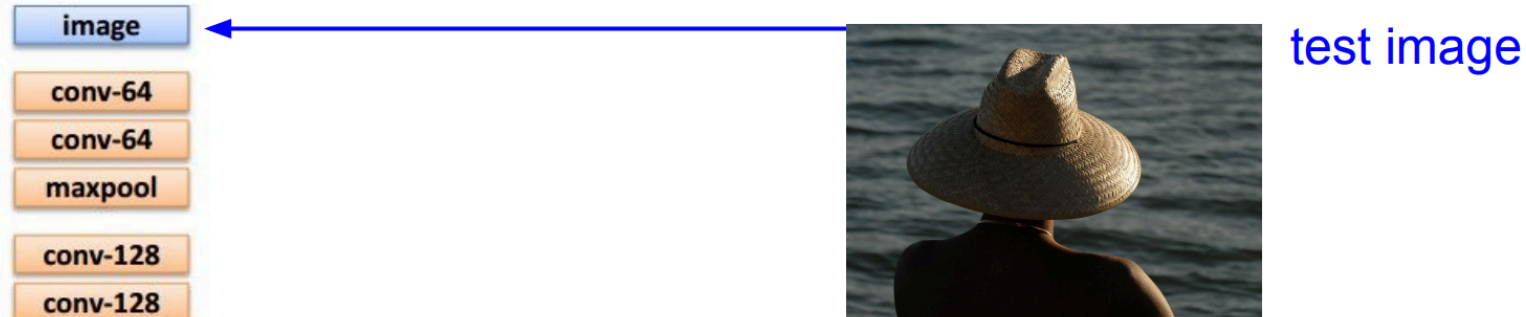 image
test image
conv-64
conv-64
maxpool
conv-128
conv-128